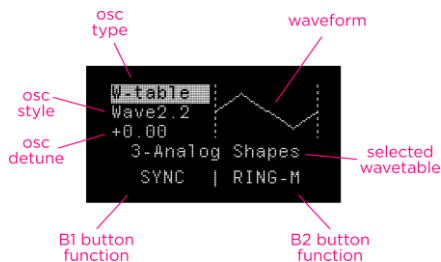 osc
type
waveform
osc
style
osc
detune
W-table
Wave2.2
+0.00
3-Analog Shapes
SYNC | RING-M
selected
wavetable
B1 button
function
B2 button
function